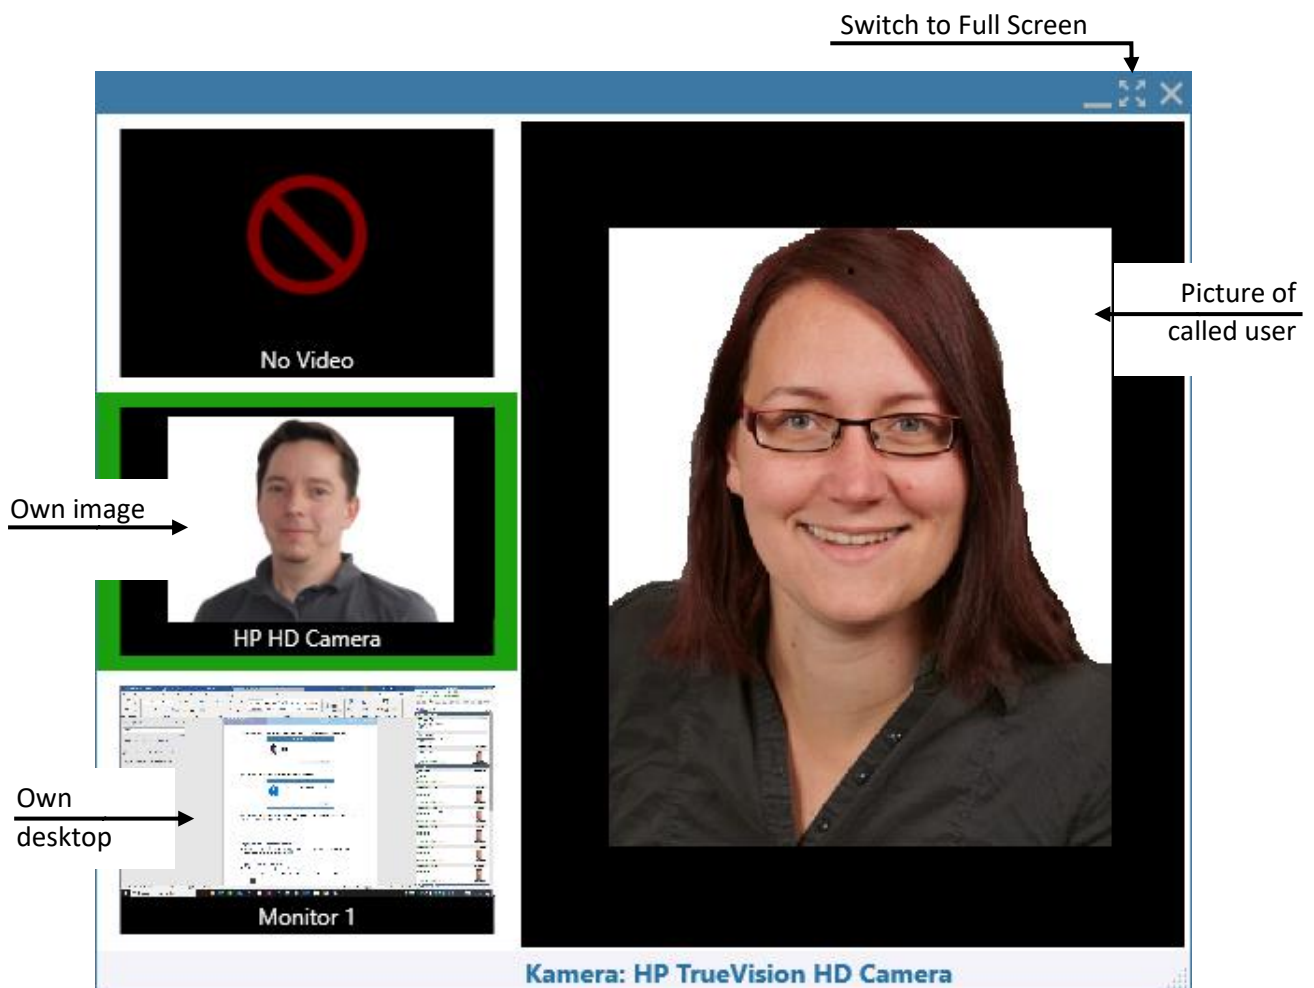 Switch to Full Screen
No Video
Picture of
called user
Own image
HP HD Camera
Own
desktop
Monitor 1
Kamera: HP TrueVision HD Camera